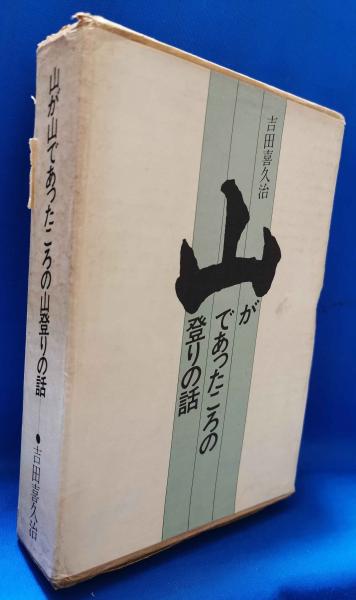 吉田喜久治
山が
であったころの
登りの話
山が山であったころの山登りの話
●吉田喜久治